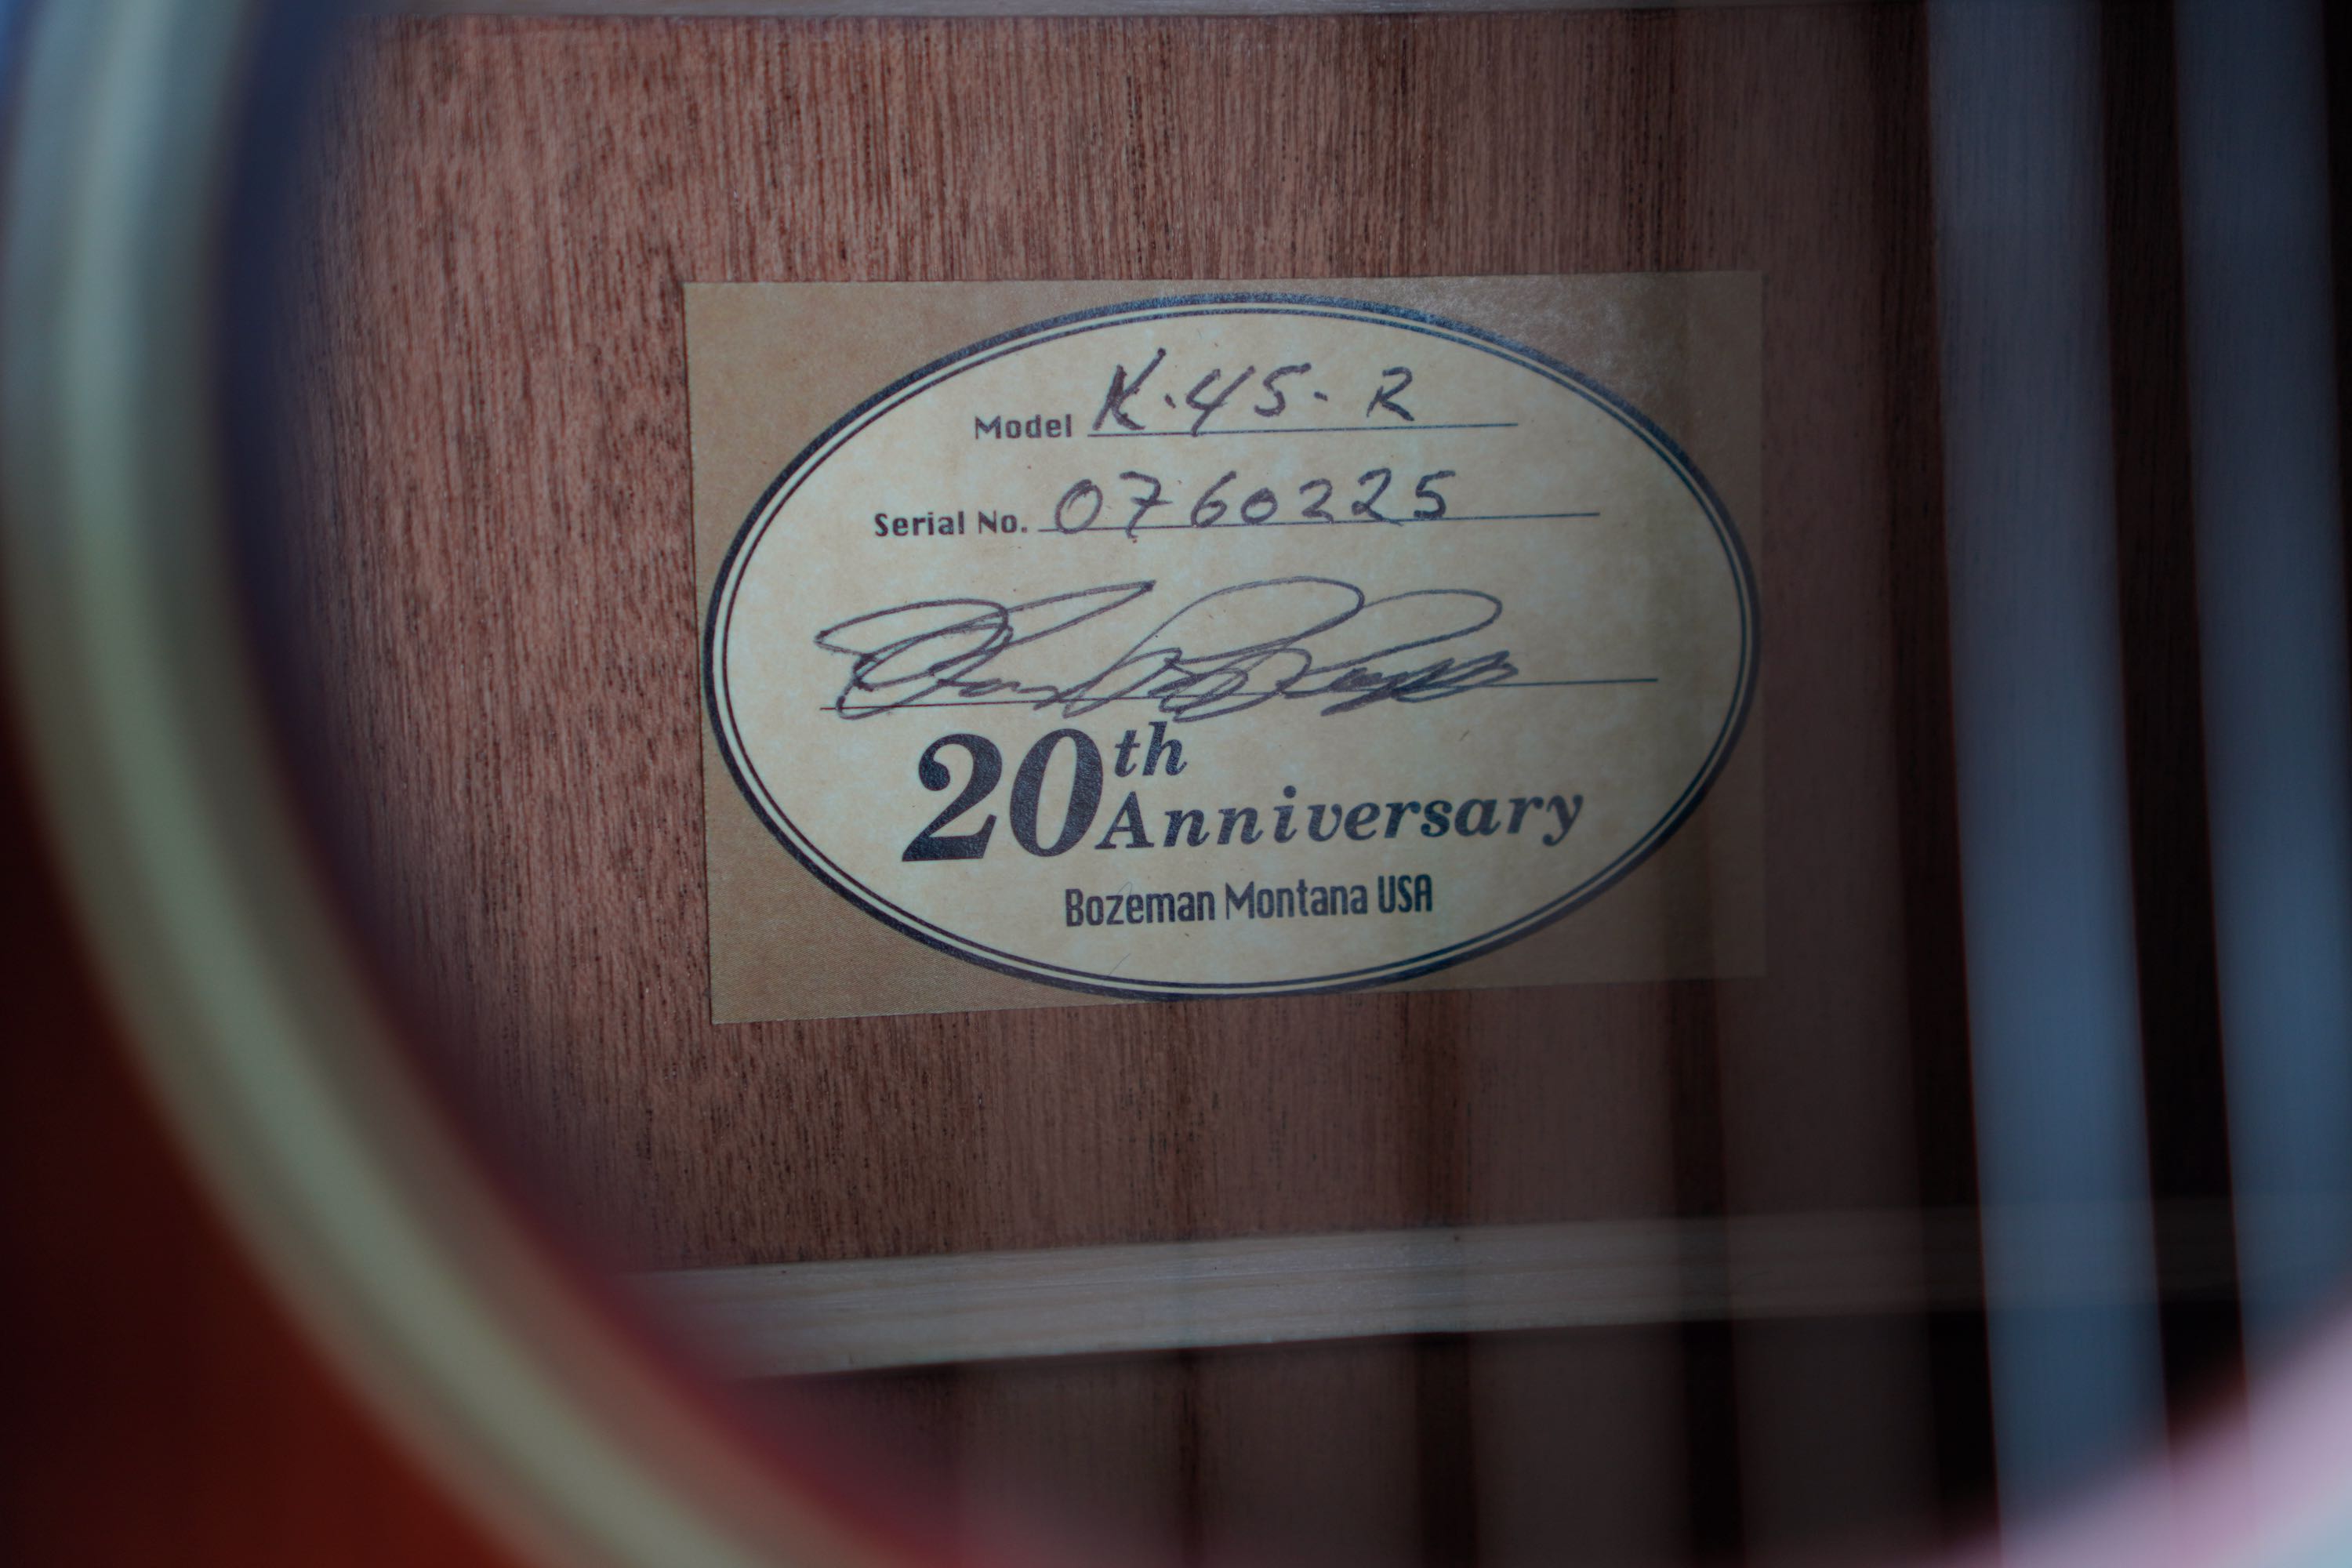 Model K.45.R
Serial No. 0760225
20th
Anniversary
Bozeman Montana USA